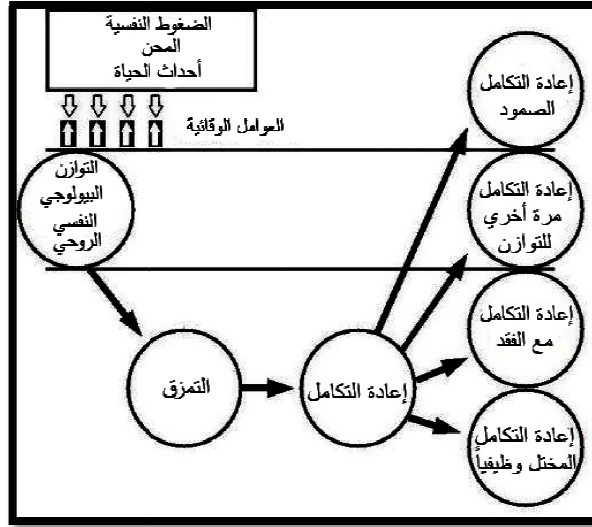 الضغوط النفسية
المحن
أحداث الحياة
العوامل الوقائية
التوازن
البيولوجي
النفسي
الروحي
التمزق
إعادة التكامل
إعادة التكامل
الصمود
إعادة التكامل
مرة أخري
للتوازن
إعادة التكامل
مع الفقد
إعادة التكامل
المختل وظيفياً